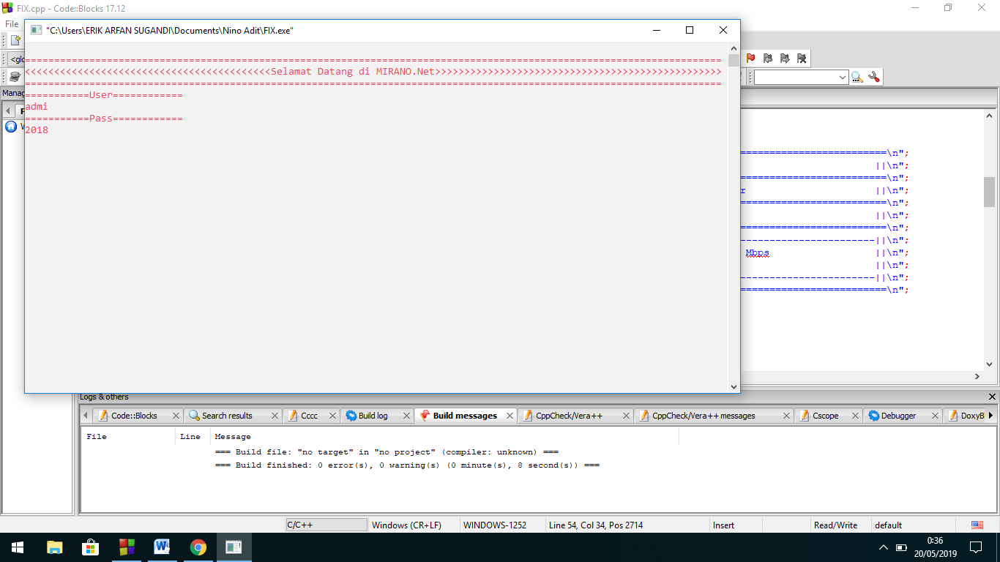 FIX.cpp - Code::Blocks 17.12
File
"C:\Users\ERIK ARFAN SUGANDI\Documents\Nino Adit\FIX.exe"
<glo
=======================================================================================================================
<<<<<<<<<<<<<<<<<<<<<<<<<<<<<<<<<<<<<<<<<<Selamat Datang di MIRANO.Net>>>>>>>>>>>>>>>>>>>>>>>>>>>>>>>>>>>>>>>>>>>>>>>>>
=======================================================================================================================
===========User============
admi
===========Pass============
2018
Manag
=========================\n";
||\n";
=========================\n";
r ||\n";
=========================\n";
||\n";
=========================\n";
-----------------------||\n";
Mbps ||\n";
||\n";
-----------------------||\n";
=========================\n";
Logs & others
Code::Blocks Search results Cccc Build log Build messages CppCheck/Vera++ CppCheck/Vera++ messages Cscope Debugger DoxyB
File Line Message
=== Build file: "no target" in "no project" (compiler: unknown) ===
=== Build finished: 0 error(s), 0 warning(s) (0 minute(s), 8 second(s)) ===
C/C++ Windows (CR+LF) WINDOWS-1252 Line 54, Col 34, Pos 2714 Insert Read/Write default
0:36
20/05/2019